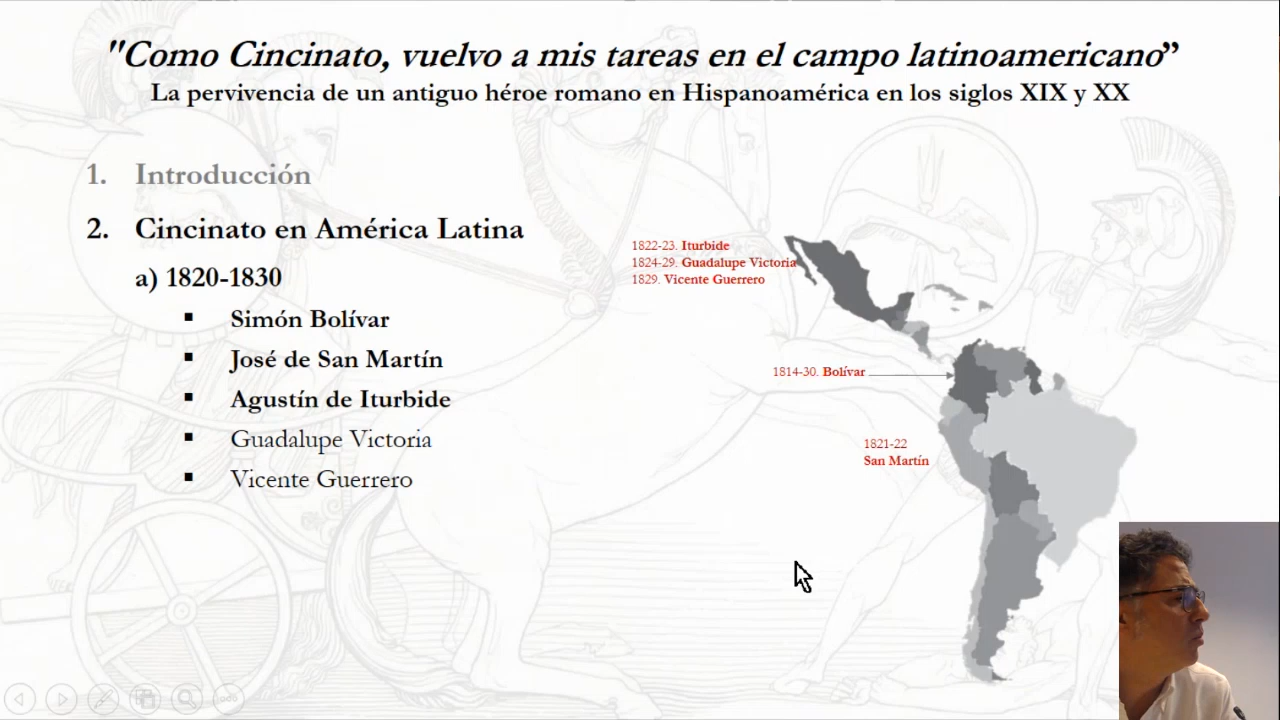 "Como Cincinato, vuelvo a mis tareas en el campo latinoamericano”
La pervivencia de un antiguo héroe romano en Hispanoamérica en los siglos XIX y XX
1. Introducción
2. Cincinato en América Latina
a) 1820-1830
▪ Simón Bolívar
▪ José de San Martín
▪ Agustín de Iturbide
▪ Guadalupe Victoria
▪ Vicente Guerrero
1822-23. Iturbide
1824-29. Guadalupe Victoria
1829. Vicente Guerrero
1814-30. Bolívar
1821-22
San Martín